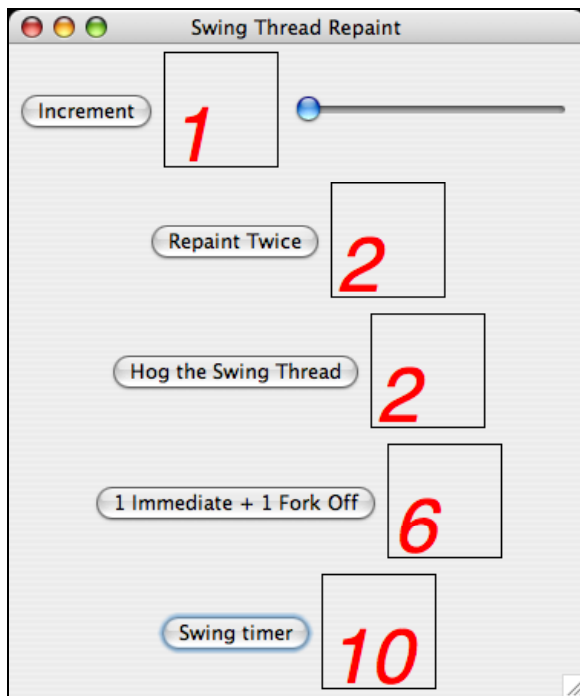 Swing Thread Repaint
Increment 1
Repaint Twice 2
Hog the Swing Thread 2
1 Immediate + 1 Fork Off 6
Swing timer 10